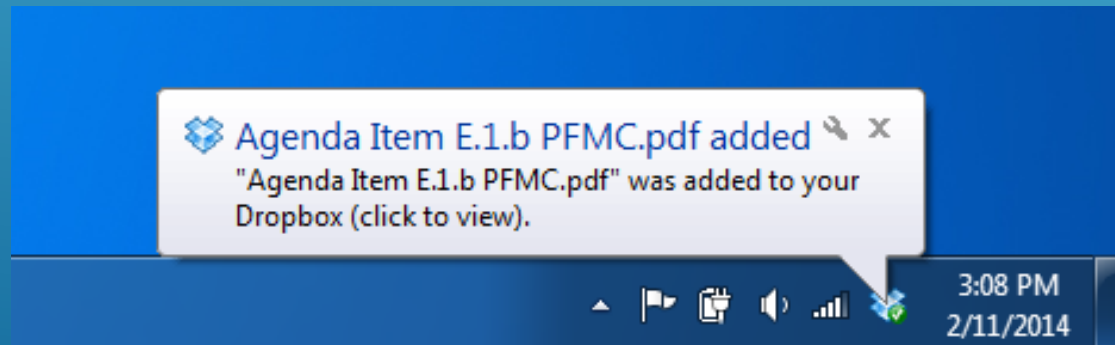 Agenda Item E.1.b PFMC.pdf added
"Agenda Item E.1.b PFMC.pdf" was added to your
Dropbox (click to view).
3:08 PM
2/11/2014